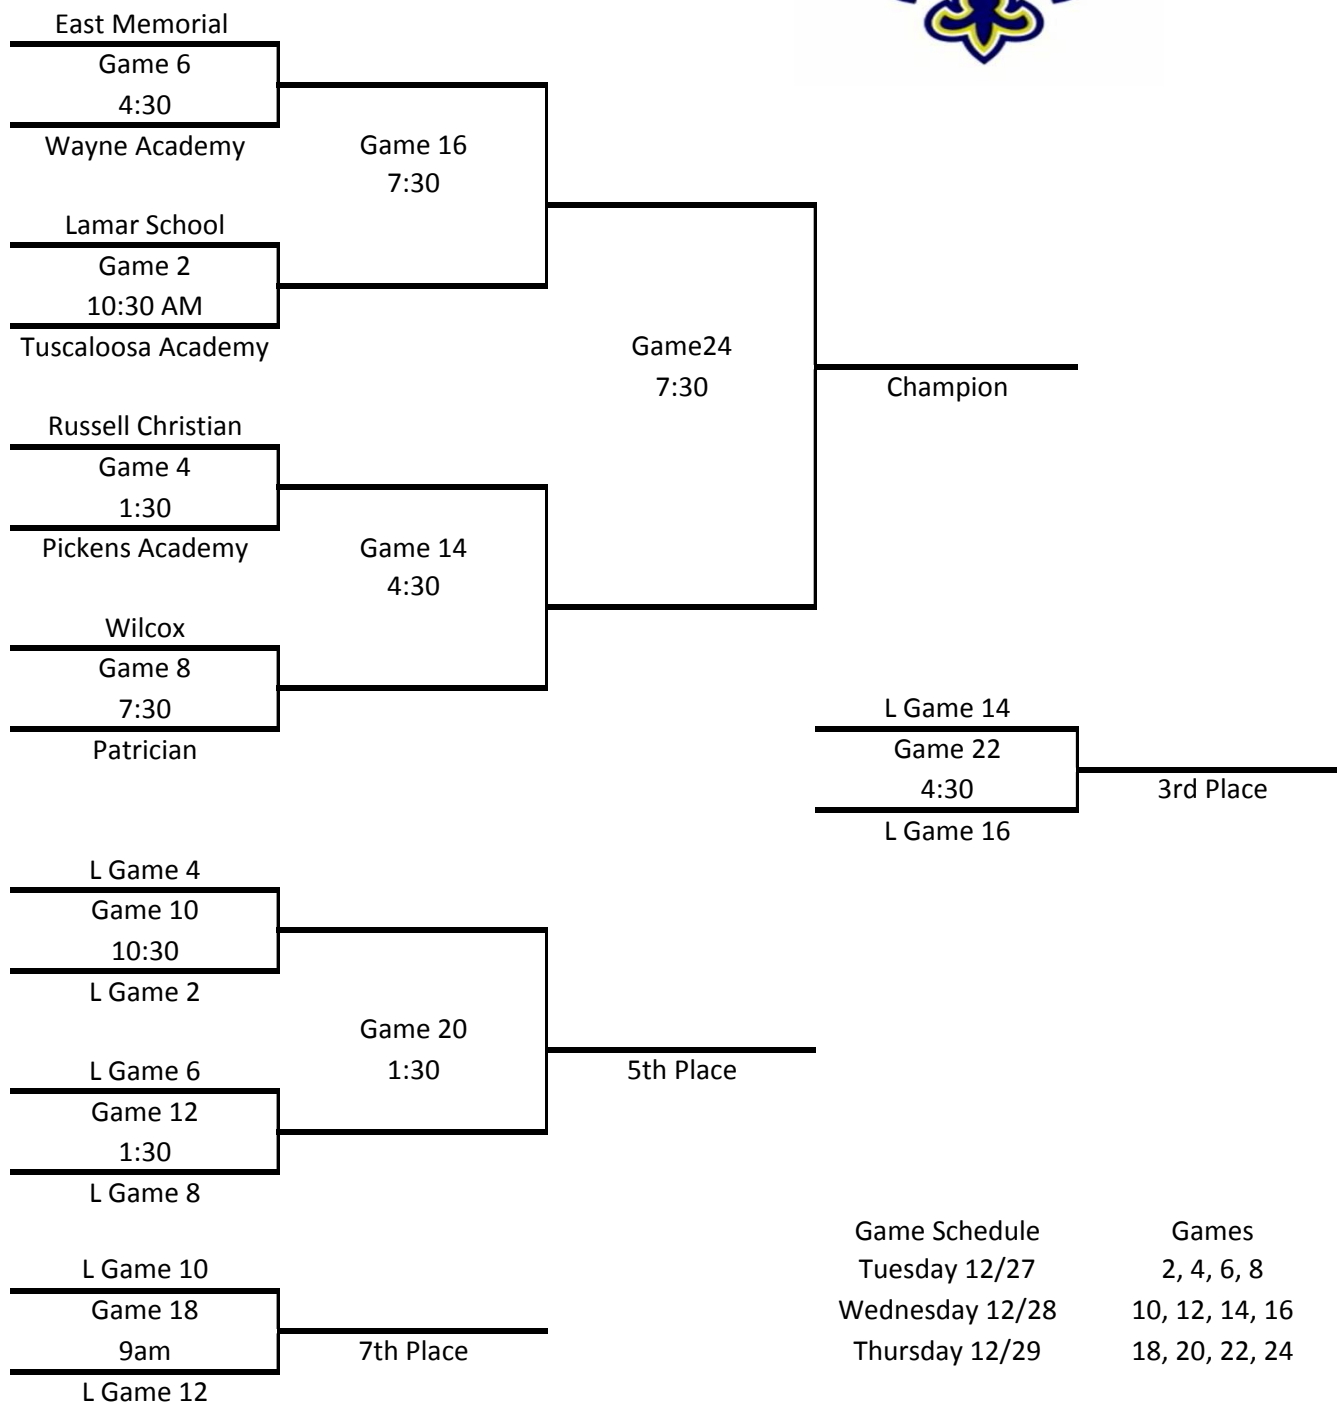 East Memorial
Game 6
4:30
Wayne Academy
Game 16
7:30
Lamar School
Game 2
10:30 AM
Tuscaloosa Academy
Game24
7:30
Champion
Russell Christian
Game 4
1:30
Pickens Academy
Game 14
4:30
Wilcox
Game 8
7:30
Patrician
L Game 14
Game 22
4:30
3rd Place
L Game 16
L Game 4
Game 10
10:30
L Game 2
Game 20
1:30
5th Place
L Game 6
Game 12
1:30
L Game 8
L Game 10
Game 18
9am
7th Place
L Game 12
Game Schedule Games
Tuesday 12/27 2, 4, 6, 8
Wednesday 12/28 10, 12, 14, 16
Thursday 12/29 18, 20, 22, 24